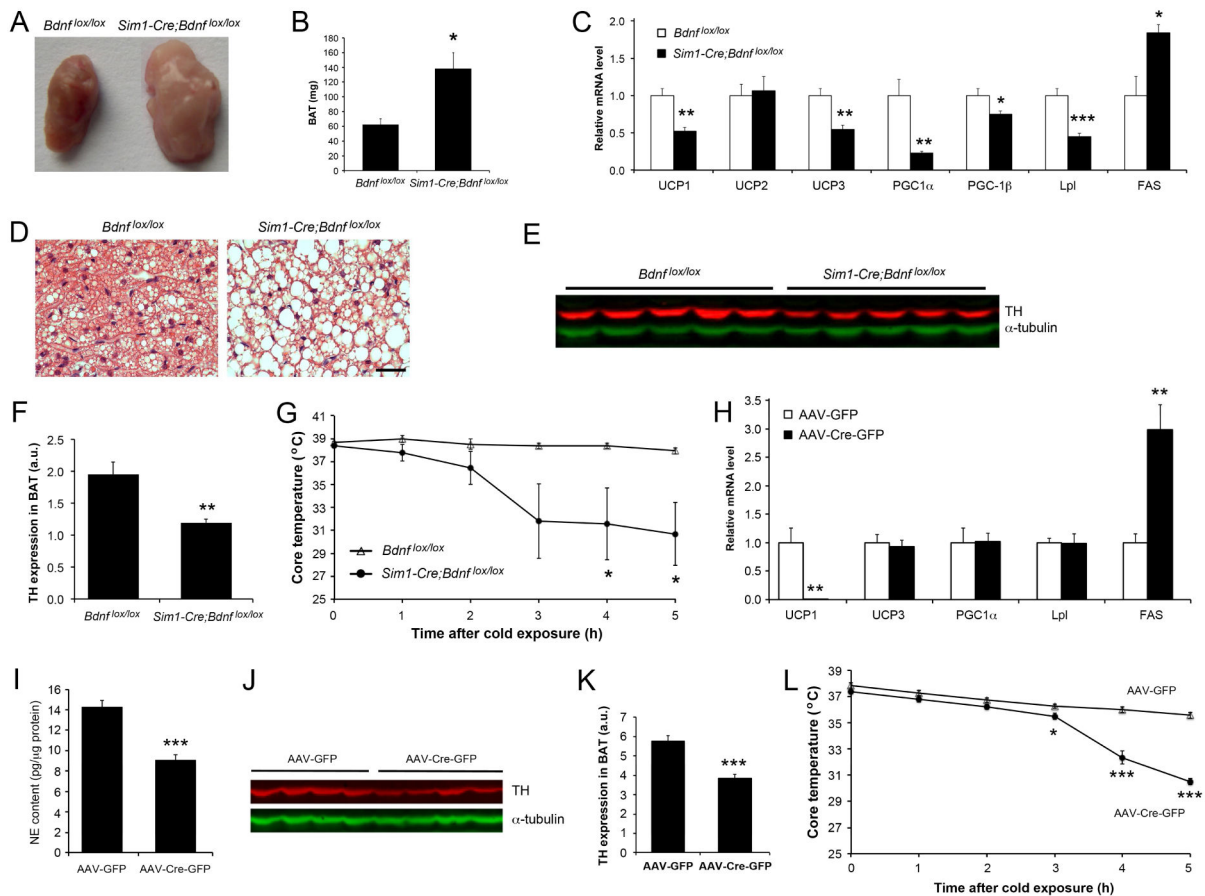 A
Bdnf lox/lox Sim1-Cre;Bdnf lox/lox
B
BAT (mg)
180
160
140
120
100
80
60
40
20
0
*
Bdnf lox/lox Sim1-Cre;Bdnf lox/lox
C
Relative mRNA level
2.0
1.5
1.0
0.5
0.0
Bdnf lox/lox
Sim1-Cre;Bdnf lox/lox
** ** ** * *** *
UCP1 UCP2 UCP3 PGC1α PGC-1β Lpl FAS
D
Bdnf lox/lox Sim1-Cre;Bdnf lox/lox
E
Bdnf lox/lox Sim1-Cre;Bdnf lox/lox
TH
α-tubulin
F
TH expression in BAT (a.u.)
2.5
2.0
1.5
1.0
0.5
0.0
**
Bdnf lox/lox Sim1-Cre;Bdnf lox/lox
G
Core temperature (°C)
41
39
37
35
33
31
29
27
25
23
Bdnf lox/lox
Sim1-Cre;Bdnf lox/lox
* *
0 1 2 3 4 5
Time after cold exposure (h)
H
Relative mRNA level
3.5
3.0
2.5
2.0
1.5
1.0
0.5
0.0
AAV-GFP
AAV-Cre-GFP
** **
UCP1 UCP3 PGC1α Lpl FAS
I
NE content (pg/μg protein)
16
14
12
10
8
6
4
2
0
***
AAV-GFP AAV-Cre-GFP
J
AAV-GFP AAV-Cre-GFP
TH
α-tubulin
K
TH expression in BAT (a.u.)
7
6
5
4
3
2
1
0
***
AAV-GFP AAV-Cre-GFP
L
Core temperature (°C)
39
37
35
33
31
29
27
25
AAV-GFP
*
***
***
AAV-Cre-GFP
0 1 2 3 4 5
Time after cold exposure (h)